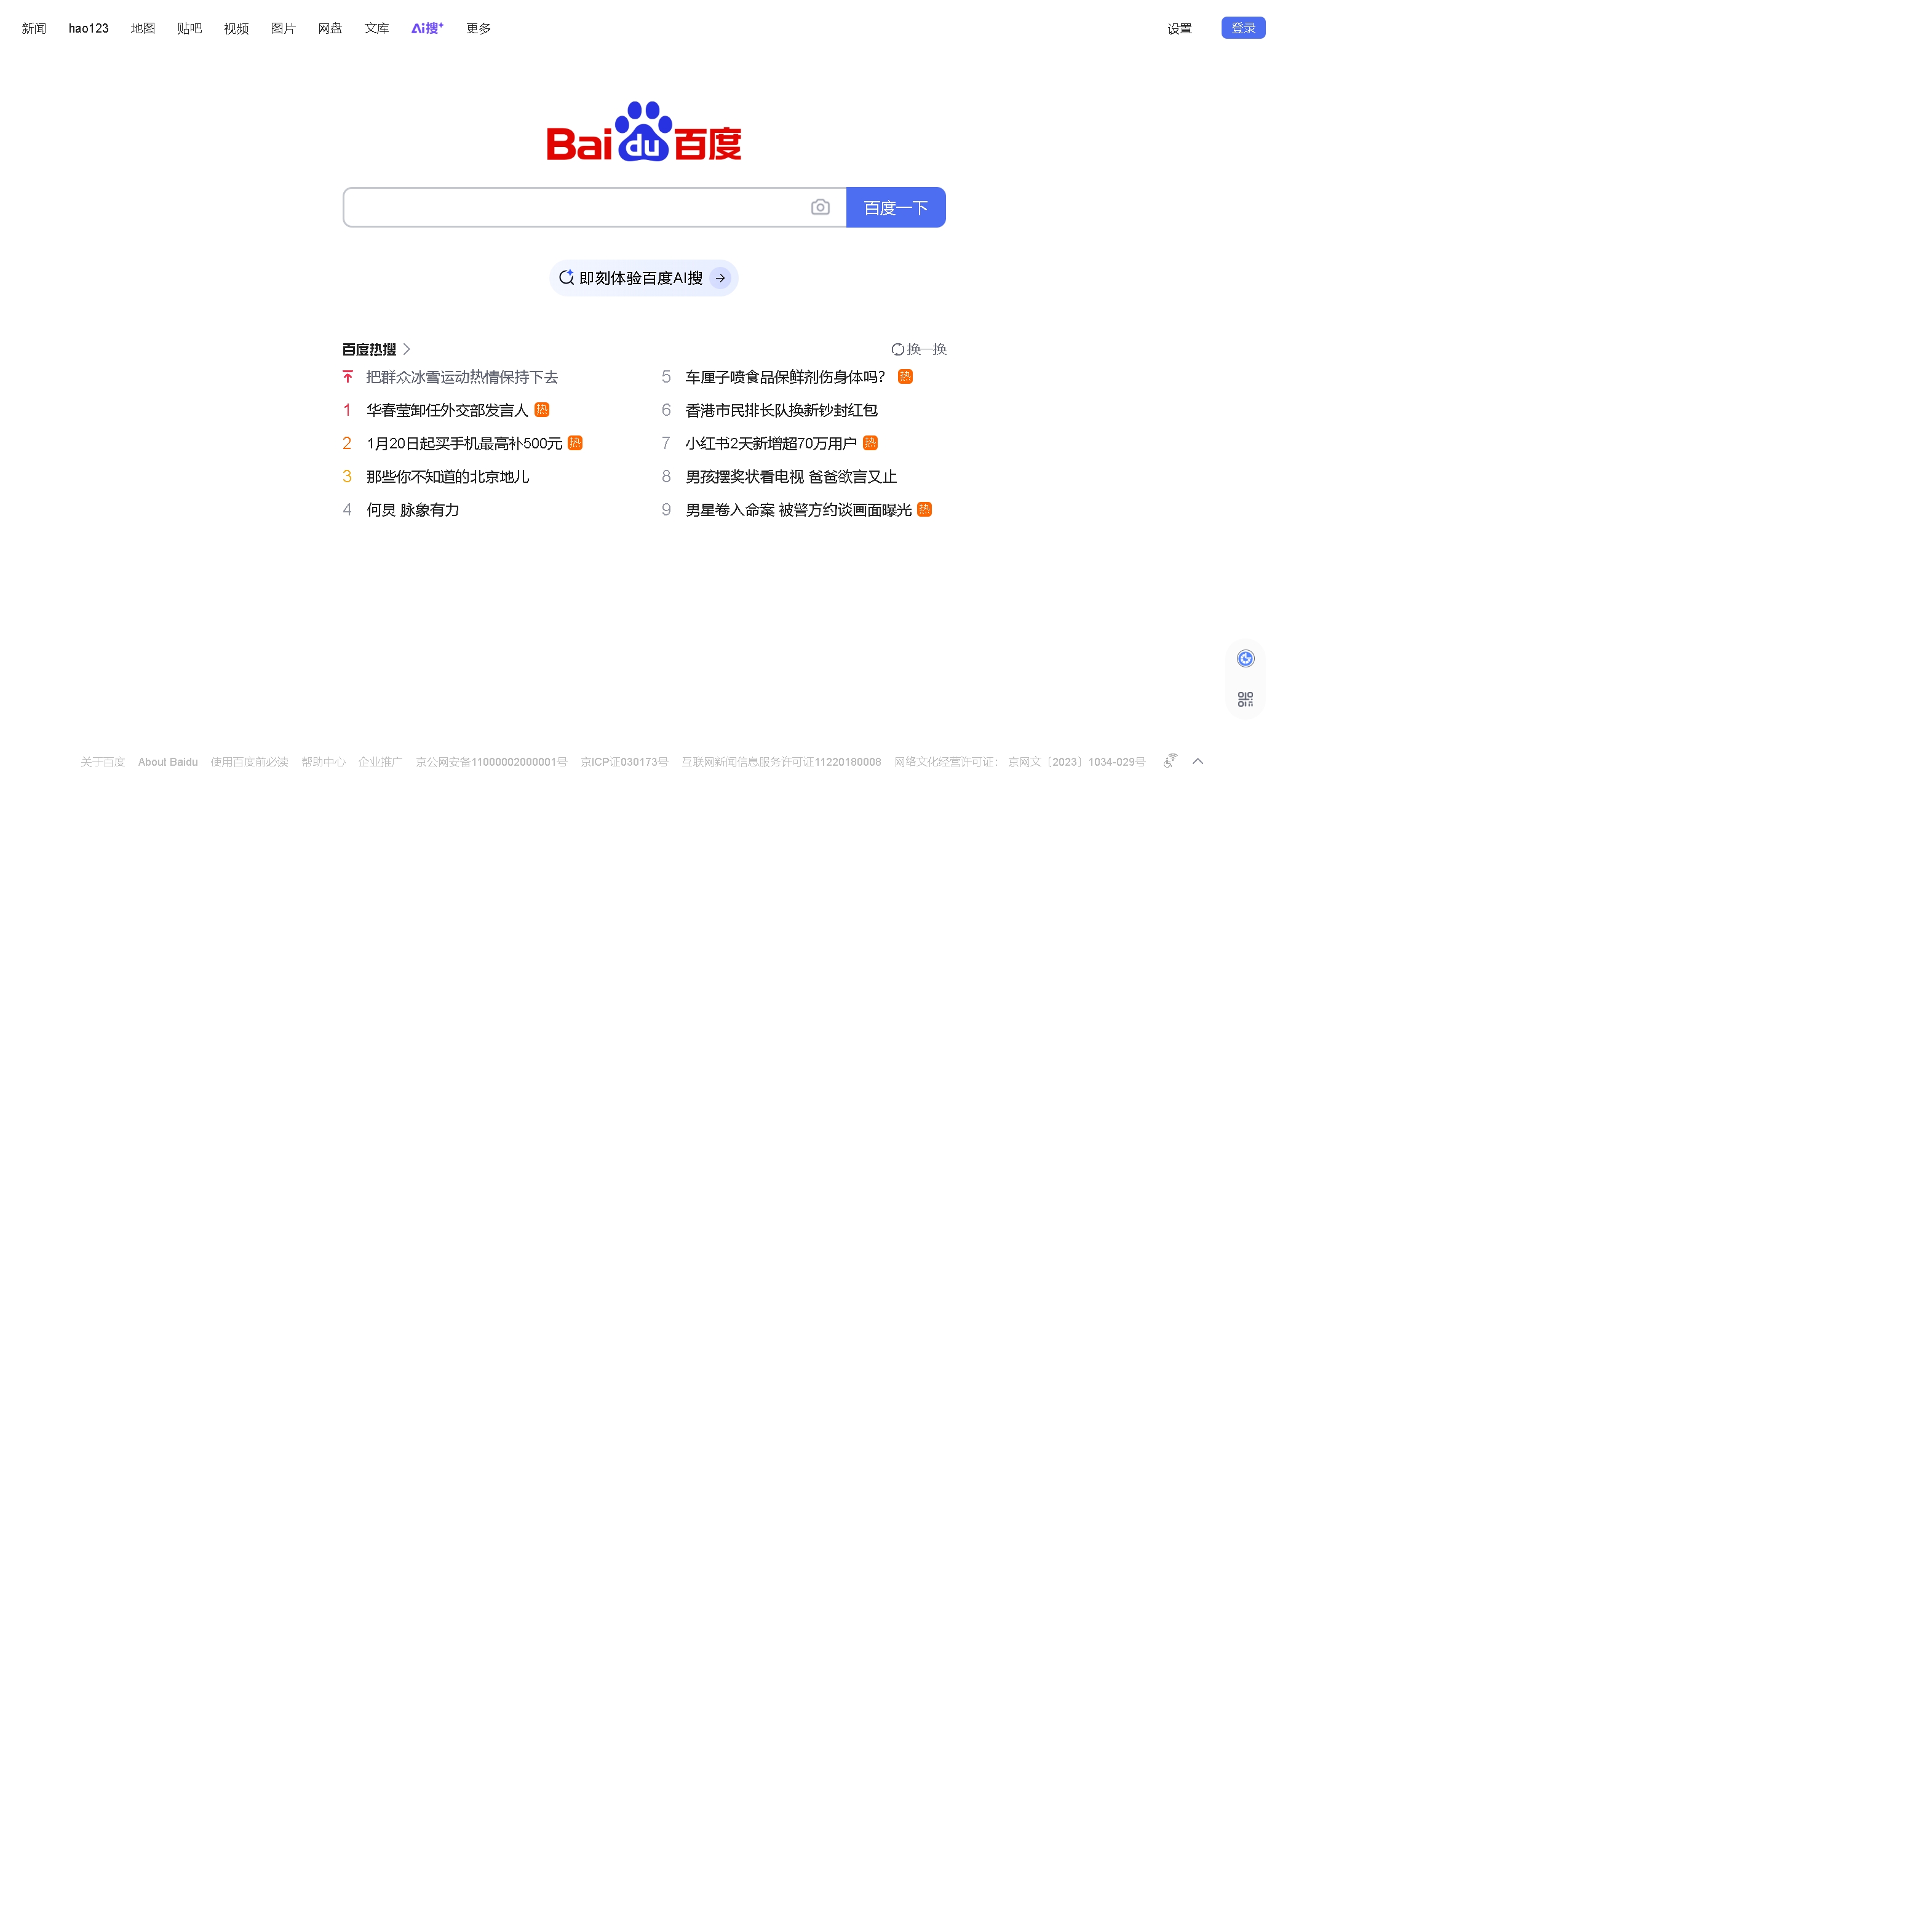 新闻 hao123 地图 贴吧 视频 图片 网盘 文库 Ai搜+ 更多 设置 登录
Bai du 百度
百度一下
即刻体验百度AI搜
百度热搜 换一换
把群众冰雪运动热情保持下去
1 华春莹卸任外交部发言人 热
2 1月20日起买手机最高补500元 热
3 那些你不知道的北京地儿
4 何炅 脉象有力
5 车厘子喷食品保鲜剂伤身体吗? 热
6 香港市民排长队换新钞封红包
7 小红书2天新增超70万用户 热
8 男孩摆奖状看电视 爸爸欲言又止
9 男星卷入命案 被警方约谈画面曝光 热
关于百度 About Baidu 使用百度前必读 帮助中心 企业推广 京公网安备11000002000001号 京ICP证030173号 互联网新闻信息服务许可证11220180008 网络文化经营许可证: 京网文〔2023〕1034-029号